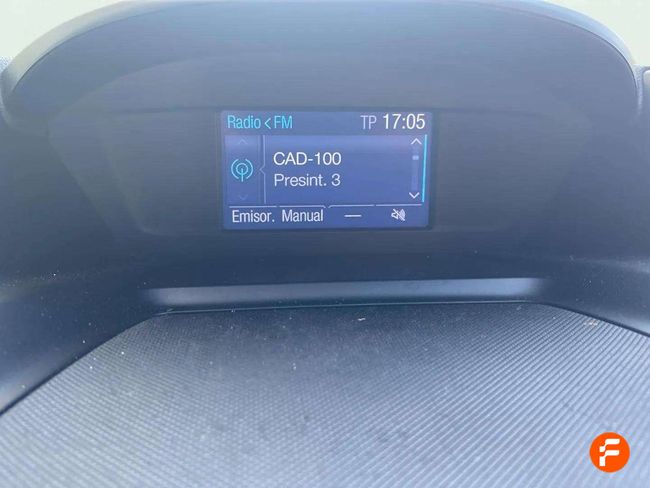 Radio < FM TP 17:05
CAD-100
Presint. 3
Emisor. Manual —